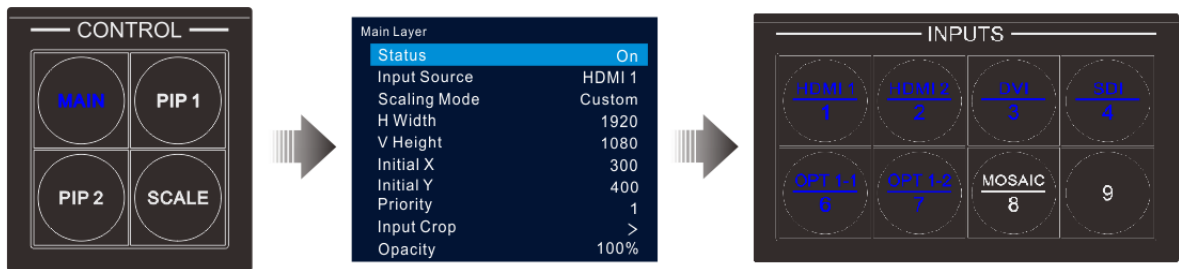 CONTROL
MAIN
PIP 1
PIP 2
SCALE
Main Layer
Status On
Input Source HDMI 1
Scaling Mode Custom
H Width 1920
V Height 1080
Initial X 300
Initial Y 400
Priority 1
Input Crop >
Opacity 100%
INPUTS
HDMI 1
1
HDMI 2
2
DVI
3
SDI
4
OPT 1-1
6
OPT 1-2
7
MOSAIC
8
9